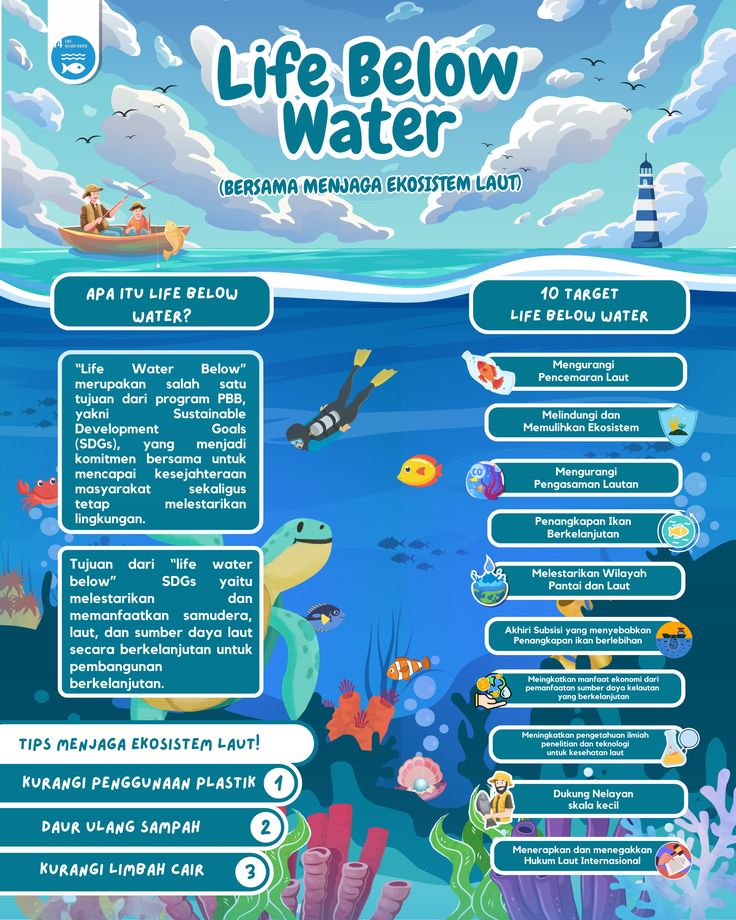 14 LIFE
BELOW WATER
Life Below
Water
(BERSAMA MENJAGA EKOSISTEM LAUT)
APA ITU LIFE BELOW
WATER?
“Life Water Below”
merupakan salah satu
tujuan dari program PBB,
yakni Sustainable
Development Goals
(SDGs), yang menjadi
komitmen bersama untuk
mencapai kesejahteraan
masyarakat sekaligus
tetap melestarikan
lingkungan.
Tujuan dari “life water
below” SDGs yaitu
melestarikan dan
memanfaatkan samudera,
laut, dan sumber daya laut
secara berkelanjutan untuk
pembangunan
berkelanjutan.
TIPS MENJAGA EKOSISTEM LAUT!
KURANGI PENGGUNAAN PLASTIK 1
DAUR ULANG SAMPAH 2
KURANGI LIMBAH CAIR 3
10 TARGET
LIFE BELOW WATER
Mengurangi
Pencemaran Laut
Melindungi dan
Memulihkan Ekosistem
CO²
Mengurangi
Pengasaman Lautan
Penangkapan Ikan
Berkelanjutan
Melestarikan Wilayah
Pantai dan Laut
Akhiri Subsisi yang menyebabkan
Penangkapan ikan berlebihan
Meingkatkan manfaat ekonomi dari
pemanfaatan sumber daya kelautan
yang berkelanjutan
Meningkatkan pengetahuan ilmiah
penelitian dan teknologi
untuk kesehatan laut
Dukung Nelayan
skala kecil
Menerapkan dan menegakkan
Hukum Laut Internasional